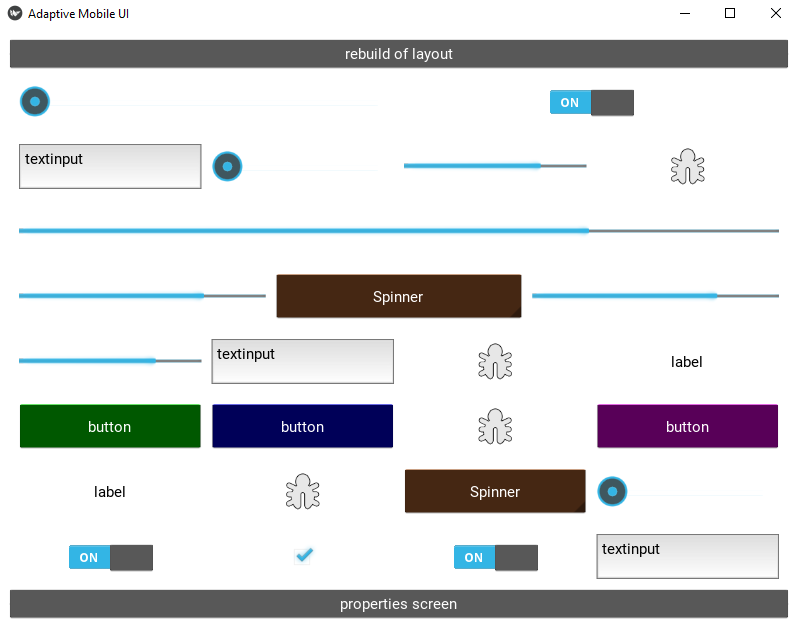 Adaptive Mobile UI
rebuild of layout
ON
textinput
Spinner
textinput
label
button
button
button
label
Spinner
ON
ON
textinput
properties screen